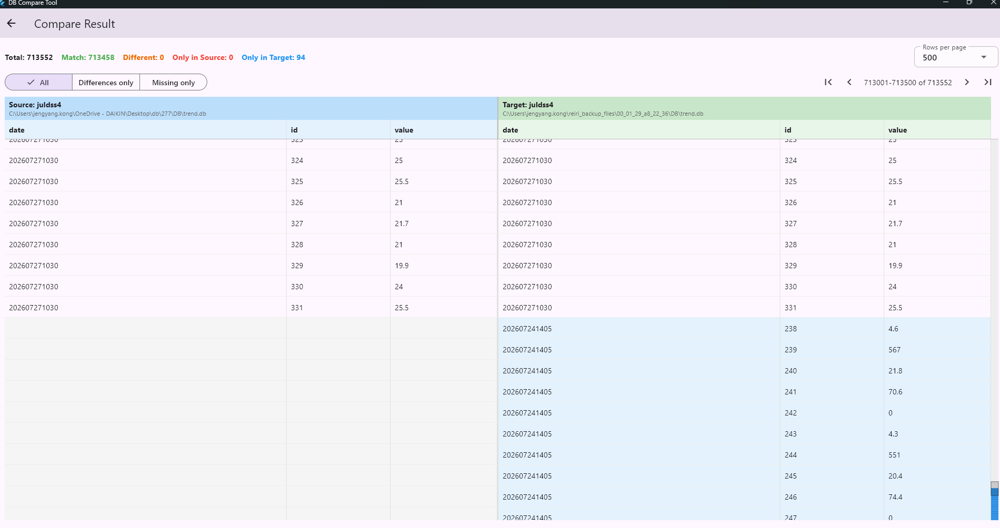 DB Compare Tool
Compare Result
Total: 713552 Match: 713458 Different: 0 Only in Source: 0 Only in Target: 94
Rows per page
500
All Differences only Missing only
713001-713500 of 713552
Source: juldss4 Target: juldss4
C:\Users\jengyang.kong\OneDrive - DAIKIN\Desktop\db\277\DB\trend.db C:\Users\jengyang.kong\reiri_backup_files\00_01_29_a8_22_36\DB\trend.db
date id value date id value
202607271030 323 25 202607271030 323 25
202607271030 324 25 202607271030 324 25
202607271030 325 25.5 202607271030 325 25.5
202607271030 326 21 202607271030 326 21
202607271030 327 21.7 202607271030 327 21.7
202607271030 328 21 202607271030 328 21
202607271030 329 19.9 202607271030 329 19.9
202607271030 330 24 202607271030 330 24
202607271030 331 25.5 202607271030 331 25.5
202607241405 238 4.6
202607241405 239 567
202607241405 240 21.8
202607241405 241 70.6
202607241405 242 0
202607241405 243 4.3
202607241405 244 551
202607241405 245 20.4
202607241405 246 74.4
202607241405 247 0